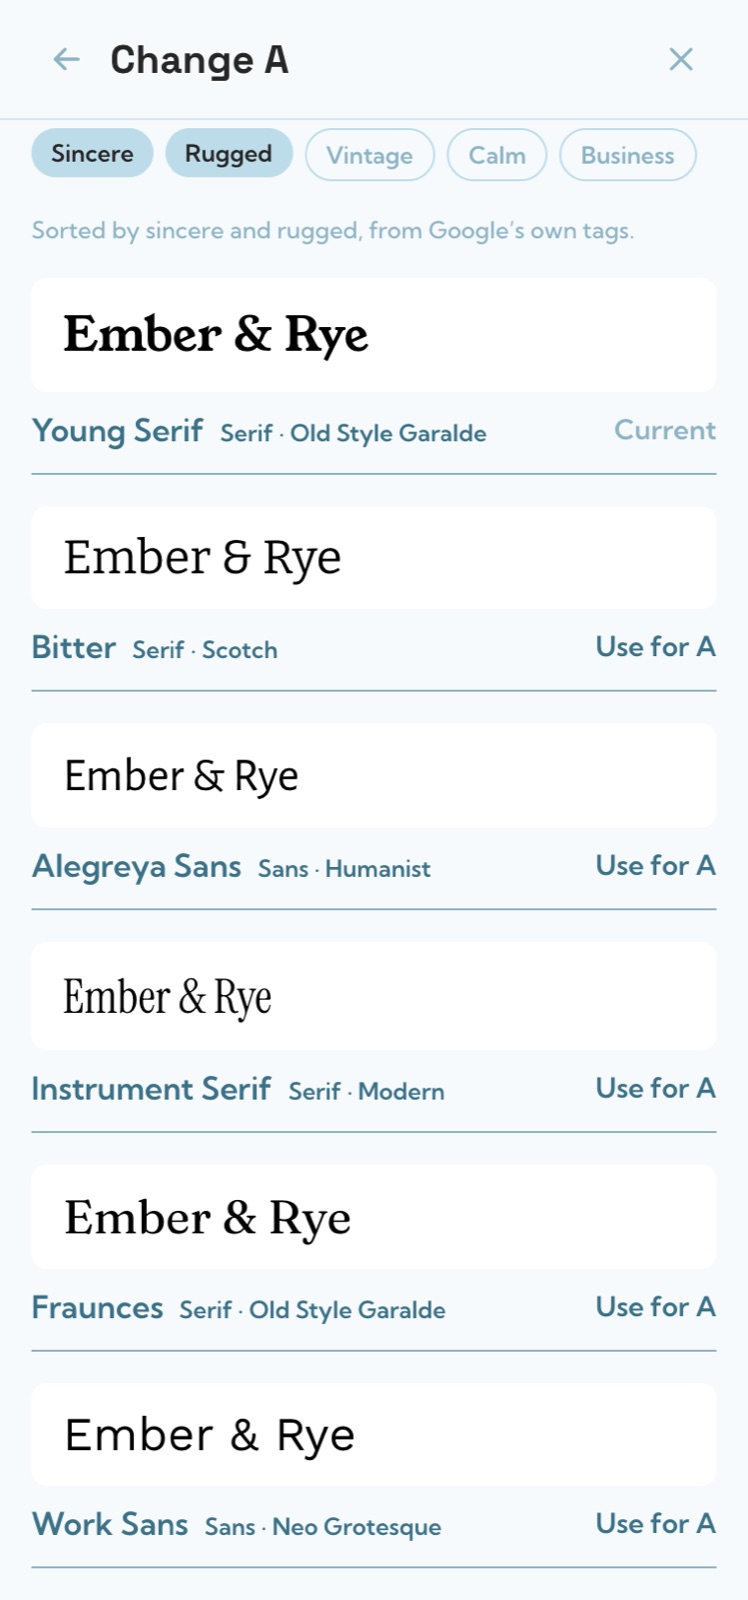 Change A
Sincere Rugged Vintage Calm Business
Sorted by sincere and rugged, from Google’s own tags.
Ember & Rye
Young Serif Serif · Old Style Garalde Current
Ember & Rye
Bitter Serif · Scotch Use for A
Ember & Rye
Alegreya Sans Sans · Humanist Use for A
Ember & Rye
Instrument Serif Serif · Modern Use for A
Ember & Rye
Fraunces Serif · Old Style Garalde Use for A
Ember & Rye
Work Sans Sans · Neo Grotesque Use for A